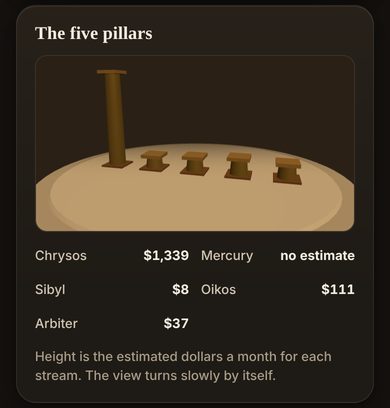 The five pillars
Chrysos $1,339 Mercury no estimate
Sibyl $8 Oikos $111
Arbiter $37
Height is the estimated dollars a month for each
stream. The view turns slowly by itself.